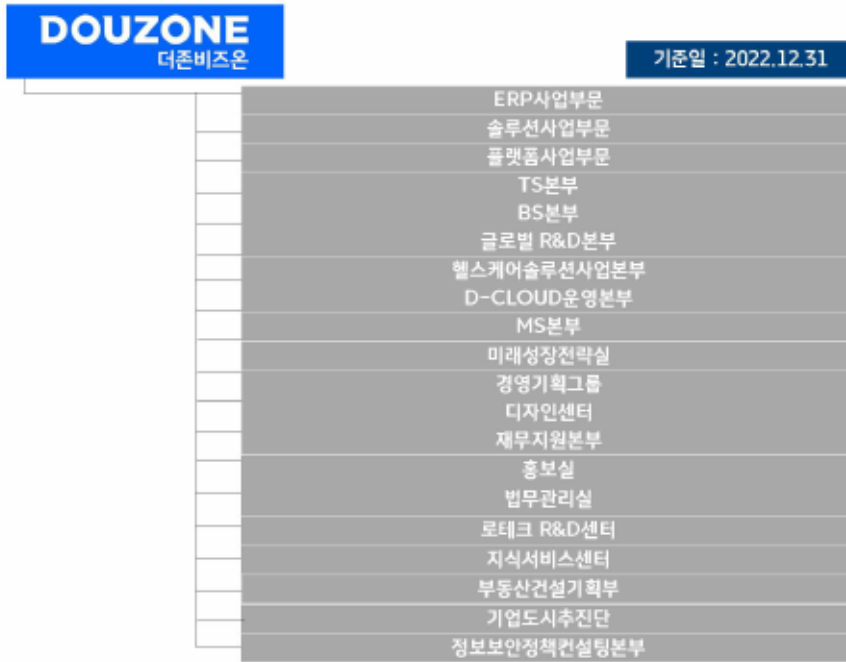 DOUZONE
더존비즈온
기준일 : 2022.12.31
ERP사업부문
솔루션사업부문
플랫폼사업부문
TS본부
BS본부
글로벌 R&D본부
헬스케어솔루션사업본부
D-CLOUD운영본부
MS본부
미래성장전략실
경영기획그룹
디자인센터
재무지원본부
홍보실
법무관리실
로테크 R&D센터
지식서비스센터
부동산건설기획부
기업도시추진단
정보보안정책컨설팅본부